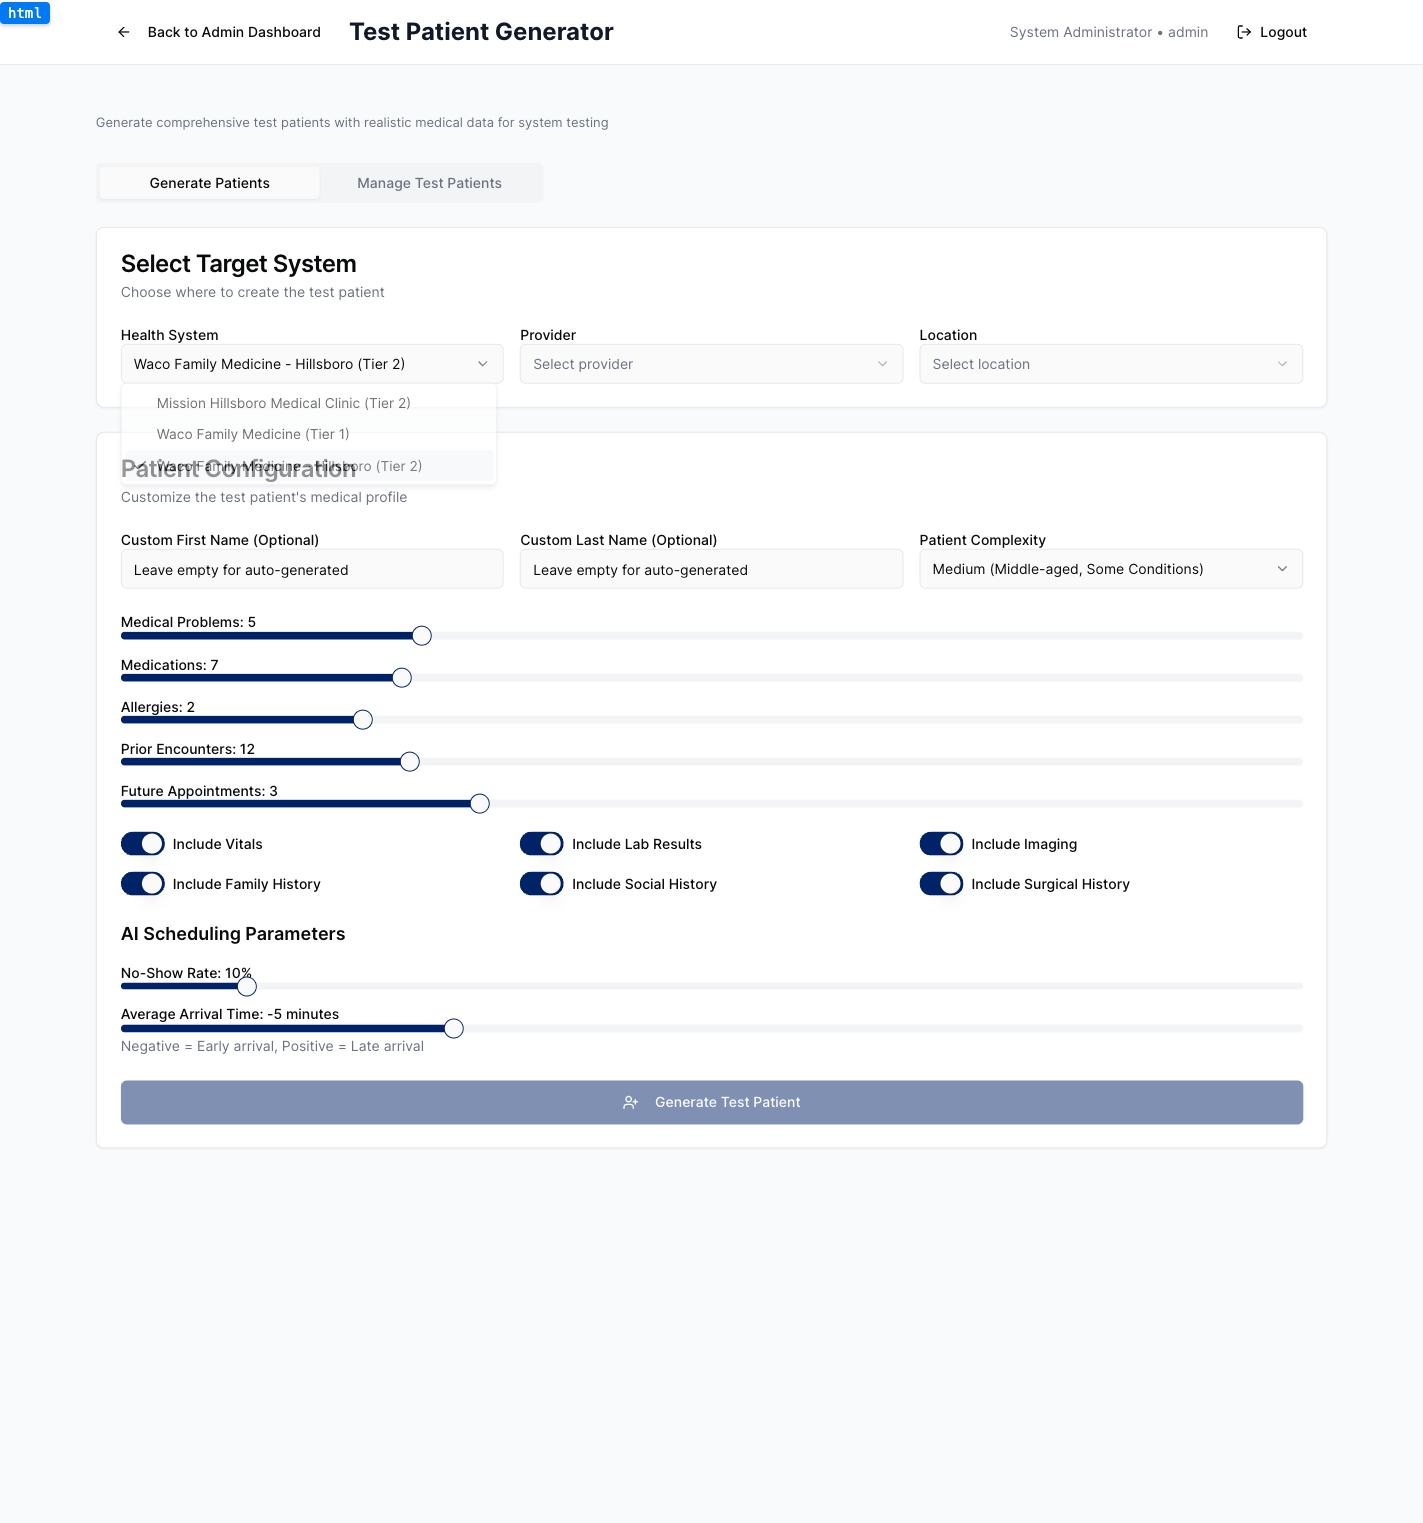 html
Back to Admin Dashboard
Test Patient Generator
System Administrator • admin
Logout
Generate comprehensive test patients with realistic medical data for system testing
Generate Patients
Manage Test Patients
Select Target System
Choose where to create the test patient
Health System
Provider
Location
Waco Family Medicine - Hillsboro (Tier 2)
Select provider
Select location
Mission Hillsboro Medical Clinic (Tier 2)
Waco Family Medicine (Tier 1)
Waco Family Medicine - Hillsboro (Tier 2)
Patient Configuration
Customize the test patient's medical profile
Custom First Name (Optional)
Custom Last Name (Optional)
Patient Complexity
Leave empty for auto-generated
Leave empty for auto-generated
Medium (Middle-aged, Some Conditions)
Medical Problems: 5
Medications: 7
Allergies: 2
Prior Encounters: 12
Future Appointments: 3
Include Vitals
Include Lab Results
Include Imaging
Include Family History
Include Social History
Include Surgical History
AI Scheduling Parameters
No-Show Rate: 10%
Average Arrival Time: -5 minutes
Negative = Early arrival, Positive = Late arrival
Generate Test Patient